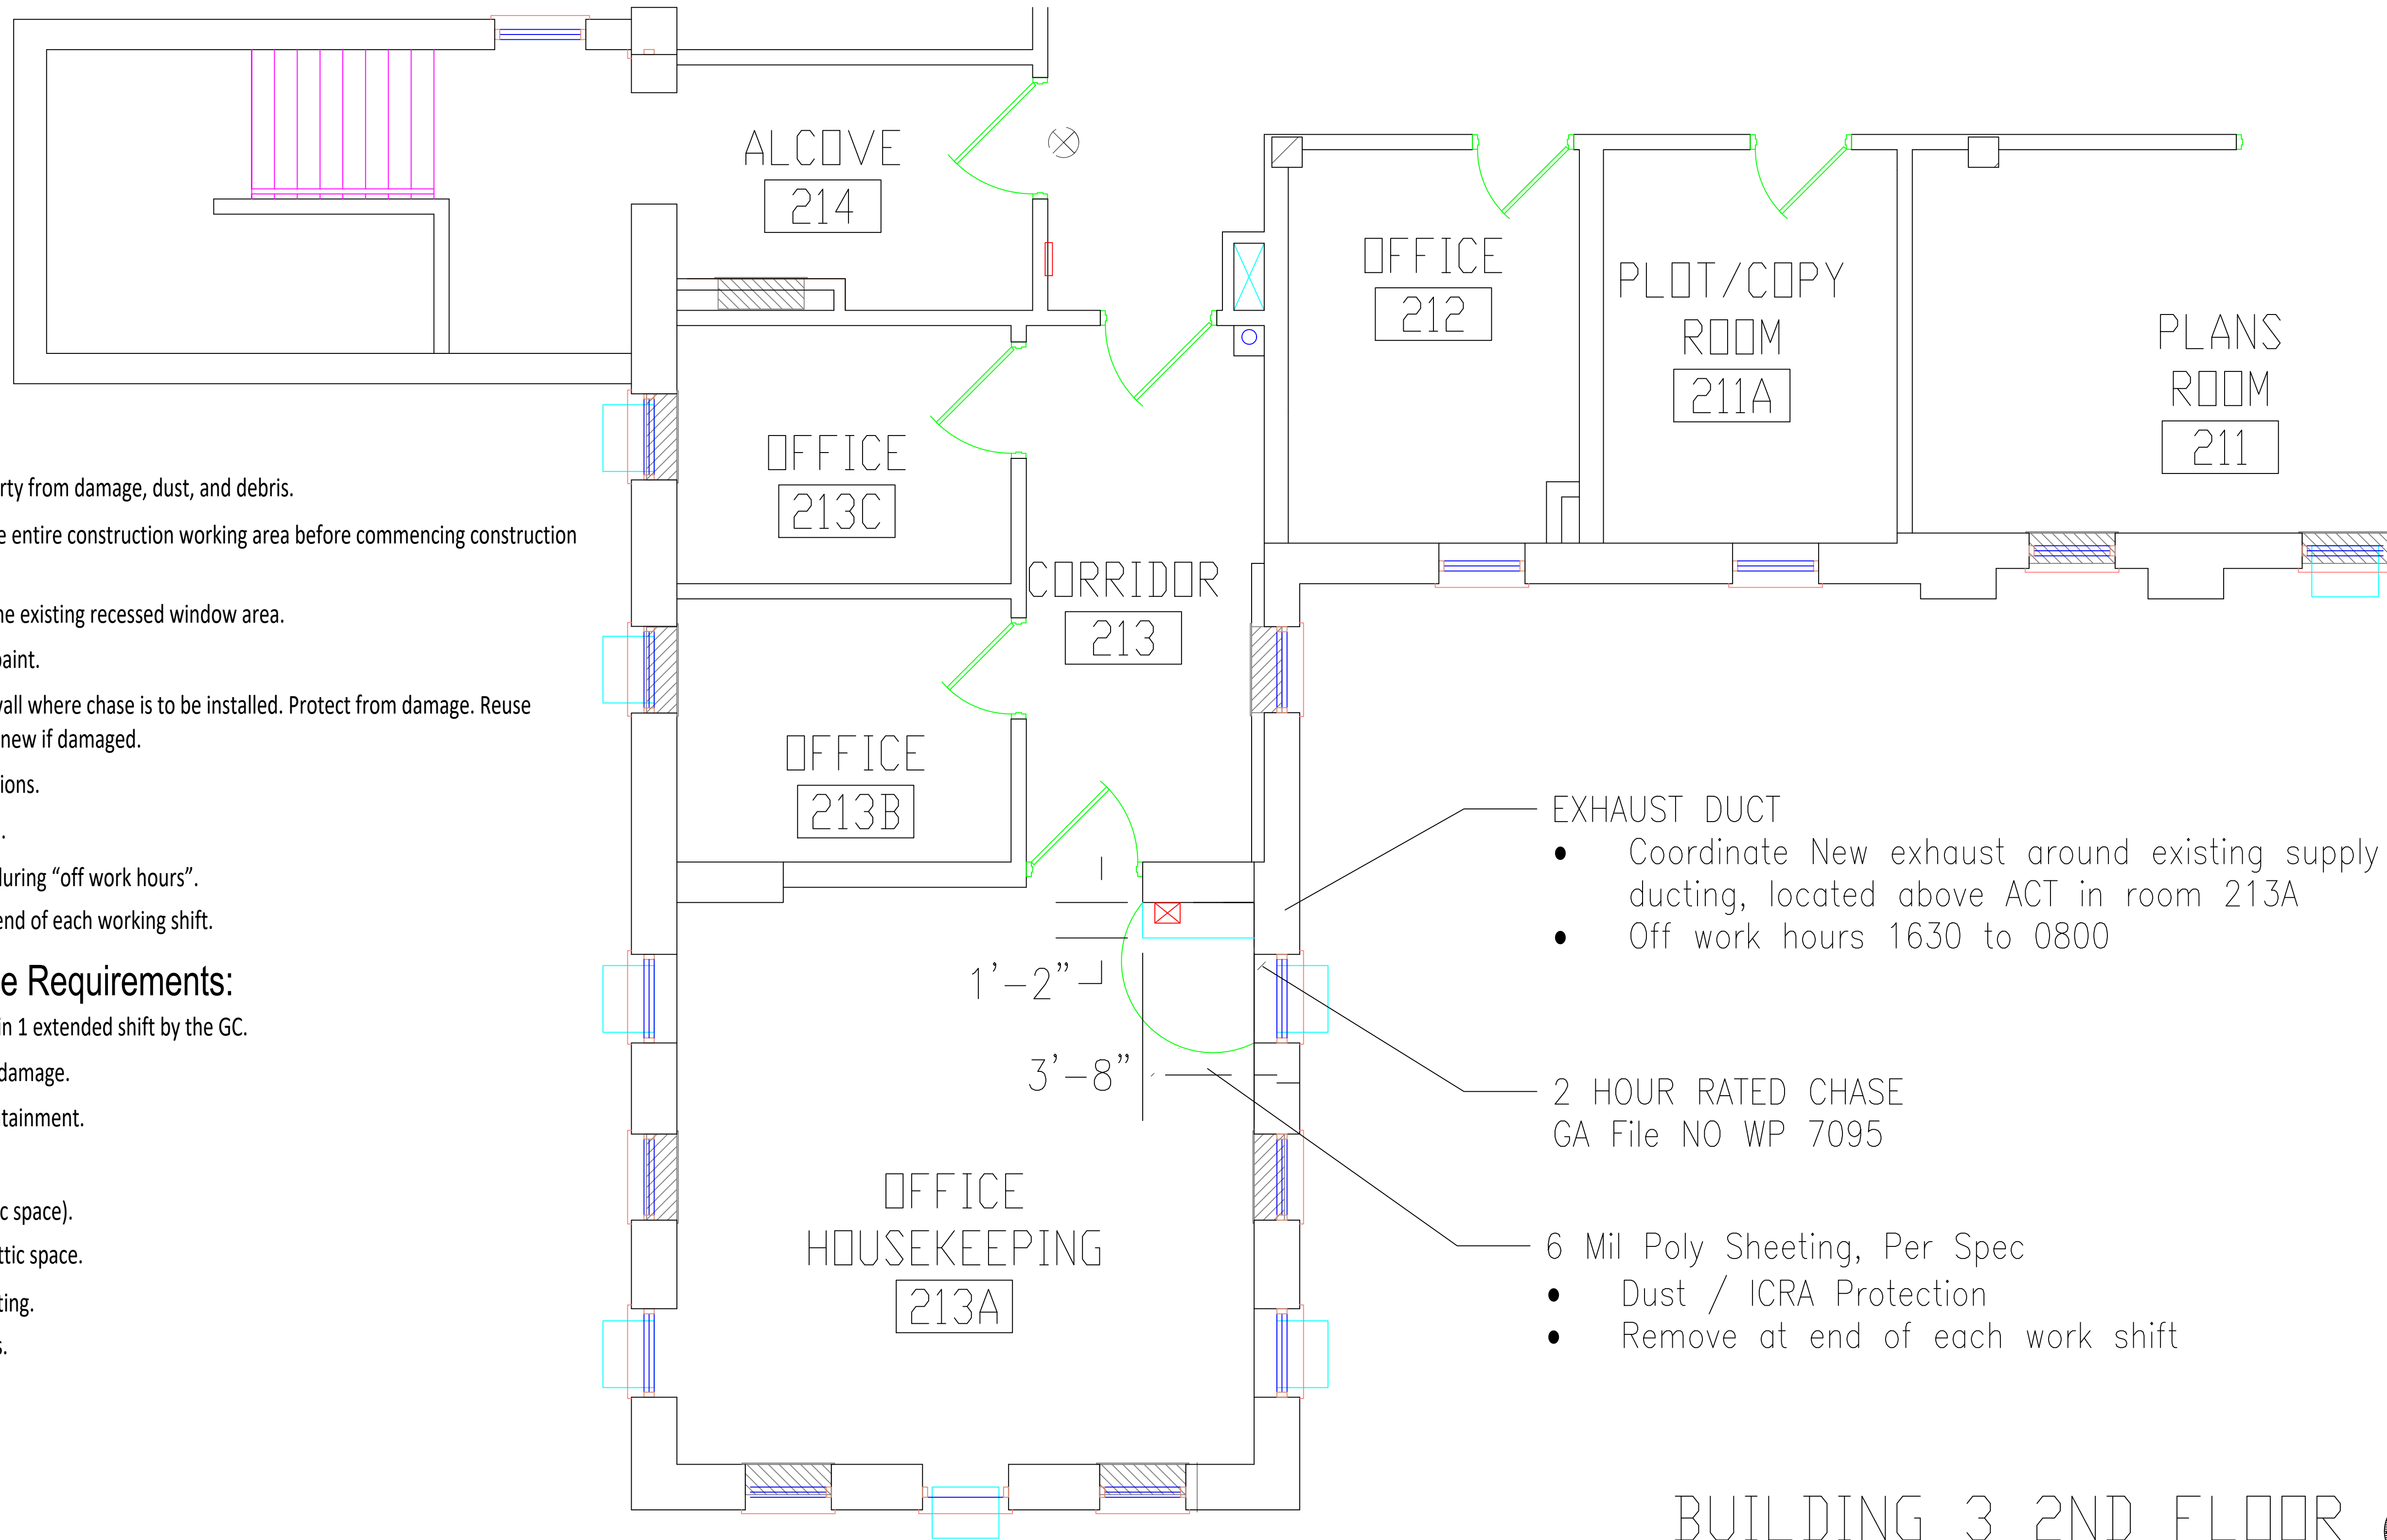 ALCOVE
214
OFFICE
212
PLOT/COPY
ROOM
211A
PLANS
ROOM
211
OFFICE
213C
CORRIDOR
213
OFFICE
213B
rty from damage, dust, and debris.
e entire construction working area before commencing construction
he existing recessed window area.
paint.
wall where chase is to be installed. Protect from damage. Reuse
new if damaged.
tions.
.
during “off work hours”.
end of each working shift.
e Requirements:
in 1 extended shift by the GC.
damage.
tainment.
c space).
ttic space.
ting.
s.
EXHAUST DUCT
• Coordinate New exhaust around existing supply
ducting, located above ACT in room 213A
• Off work hours 1630 to 0800
1’-2”
3’-8”
2 HOUR RATED CHASE
GA File NO WP 7095
6 Mil Poly Sheeting, Per Spec
• Dust / ICRA Protection
• Remove at end of each work shift
OFFICE
HOUSEKEEPING
213A
BUILDING 3 2ND FLOOR